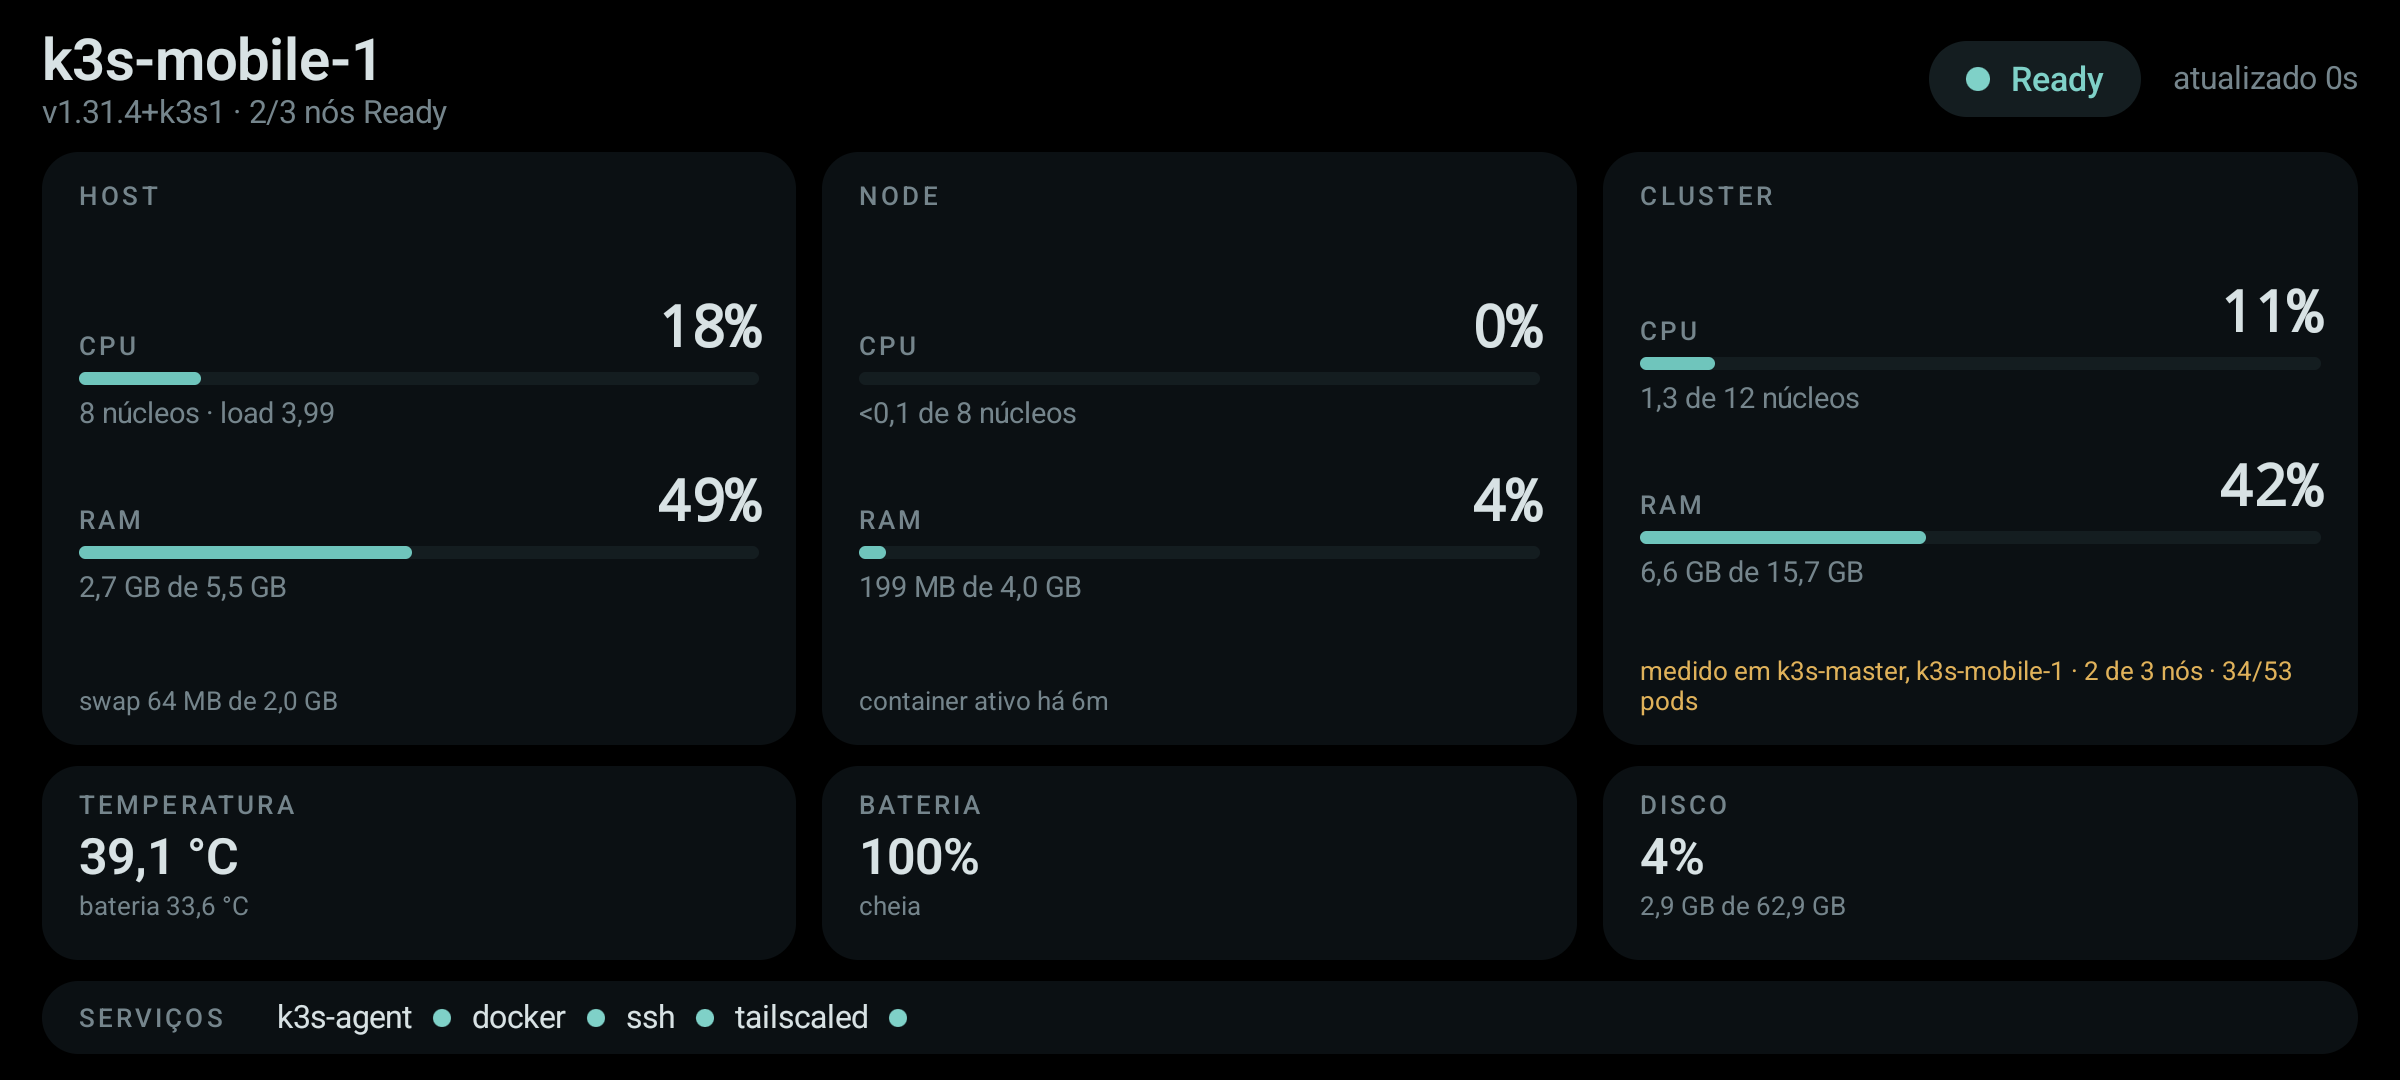 k3s-mobile-1
v1.31.4+k3s1 · 2/3 nós Ready
Ready
atualizado 0s
HOST
CPU
18%
8 núcleos · load 3,99
RAM
49%
2,7 GB de 5,5 GB
swap 64 MB de 2,0 GB
NODE
CPU
0%
<0,1 de 8 núcleos
RAM
4%
199 MB de 4,0 GB
container ativo há 6m
CLUSTER
CPU
11%
1,3 de 12 núcleos
RAM
42%
6,6 GB de 15,7 GB
medido em k3s-master, k3s-mobile-1 · 2 de 3 nós · 34/53
pods
TEMPERATURA
39,1 °C
bateria 33,6 °C
BATERIA
100%
cheia
DISCO
4%
2,9 GB de 62,9 GB
SERVIÇOS k3s-agent docker ssh tailscaled